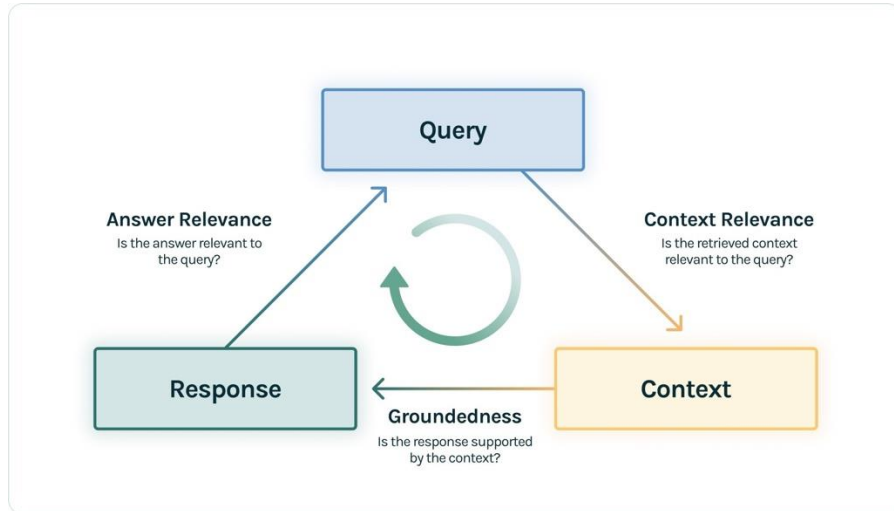 Query
Answer Relevance
Is the answer relevant to
the query?
Context Relevance
Is the retrieved context
relevant to the query?
Response
Context
Groundedness
Is the response supported
by the context?